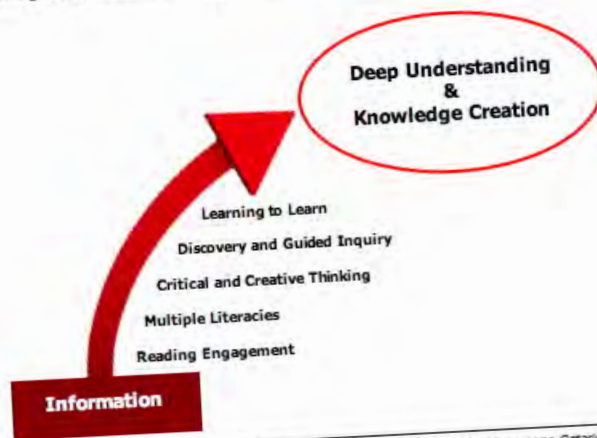 Deep Understanding
&
Knowledge Creation
Learning to Learn
Discovery and Guided Inquiry
Critical and Creative Thinking
Multiple Literacies
Reading Engagement
Information